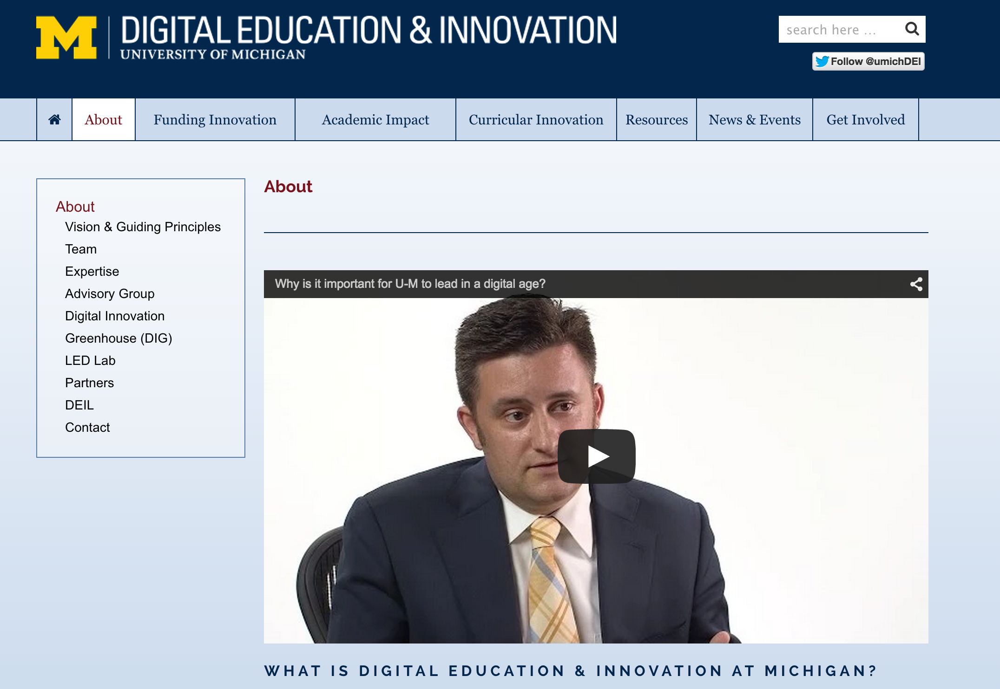 M
DIGITAL EDUCATION & INNOVATION
UNIVERSITY OF MICHIGAN
search here ...
Follow @umichDEI
About
Funding Innovation
Academic Impact
Curricular Innovation
Resources
News & Events
Get Involved
About
Vision & Guiding Principles
Team
Expertise
Advisory Group
Digital Innovation
Greenhouse (DIG)
LED Lab
Partners
DEIL
Contact
About
Why is it important for U-M to lead in a digital age?
WHAT IS DIGITAL EDUCATION & INNOVATION AT MICHIGAN?